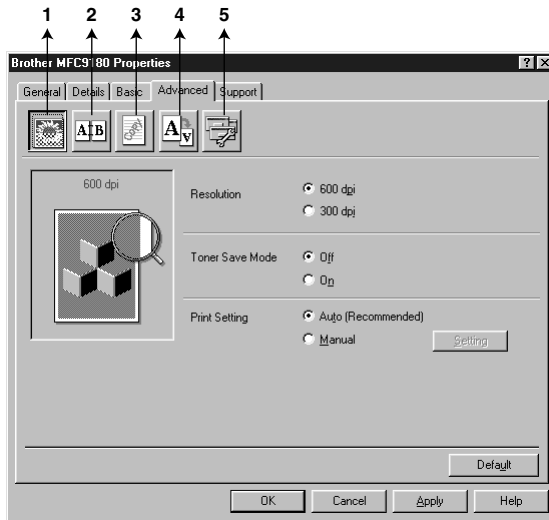 1 2 3 4 5
Brother MFC9180 Properties
General Details Basic Advanced Support
A B Copy A A
600 dpi
Resolution
600 dpi
300 dpi
Toner Save Mode
Off
On
Print Setting
Auto (Recommended)
Manual
Setting
Default
OK Cancel Apply Help